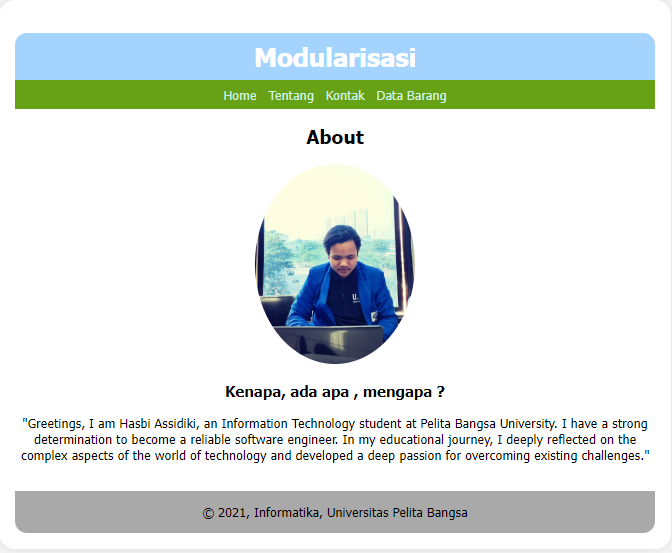 Modularisasi
Home Tentang Kontak Data Barang
About
U.
Kenapa, ada apa , mengapa ?
"Greetings, I am Hasbi Assidiki, an Information Technology student at Pelita Bangsa University. I have a strong
determination to become a reliable software engineer. In my educational journey, I deeply reflected on the
complex aspects of the world of technology and developed a deep passion for overcoming existing challenges."
© 2021, Informatika, Universitas Pelita Bangsa